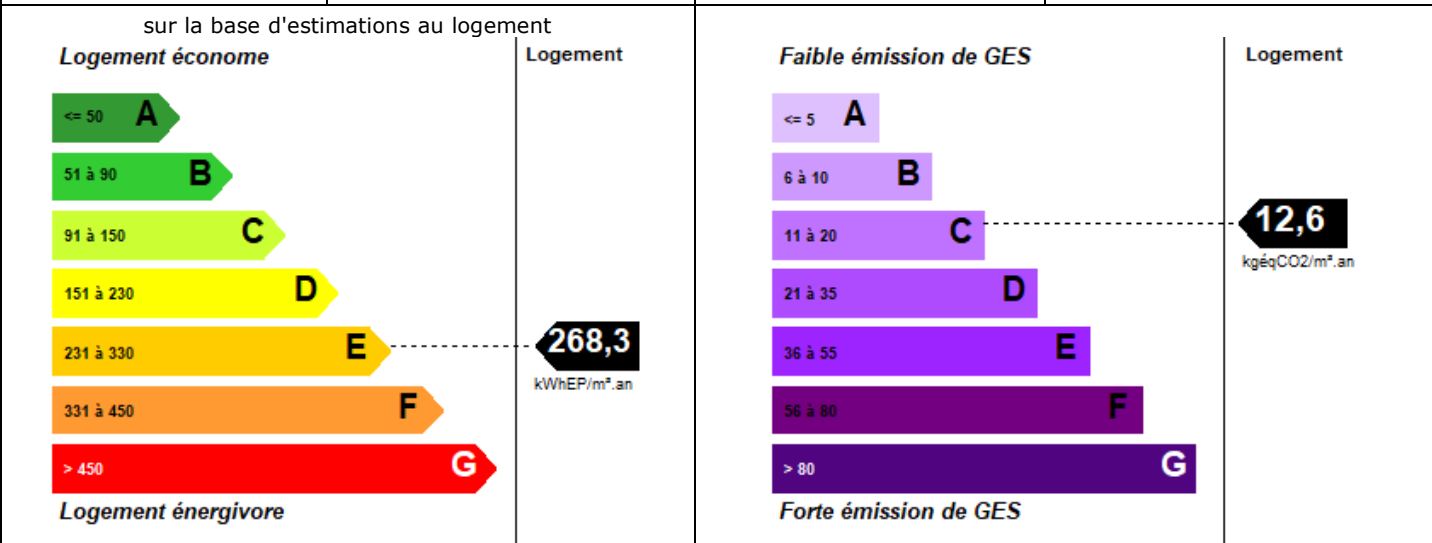 sur la base d'estimations au logement
Logement économe
Logement
<= 50 A
51 à 90 B
91 à 150 C
151 à 230 D
231 à 330 E
268,3
kWhEP/m².an
331 à 450 F
> 450 G
Logement énergivore
Faible émission de GES
Logement
<= 5 A
6 à 10 B
11 à 20 C
12,6
kgéqCO2/m².an
21 à 35 D
36 à 55 E
56 à 80 F
> 80 G
Forte émission de GES